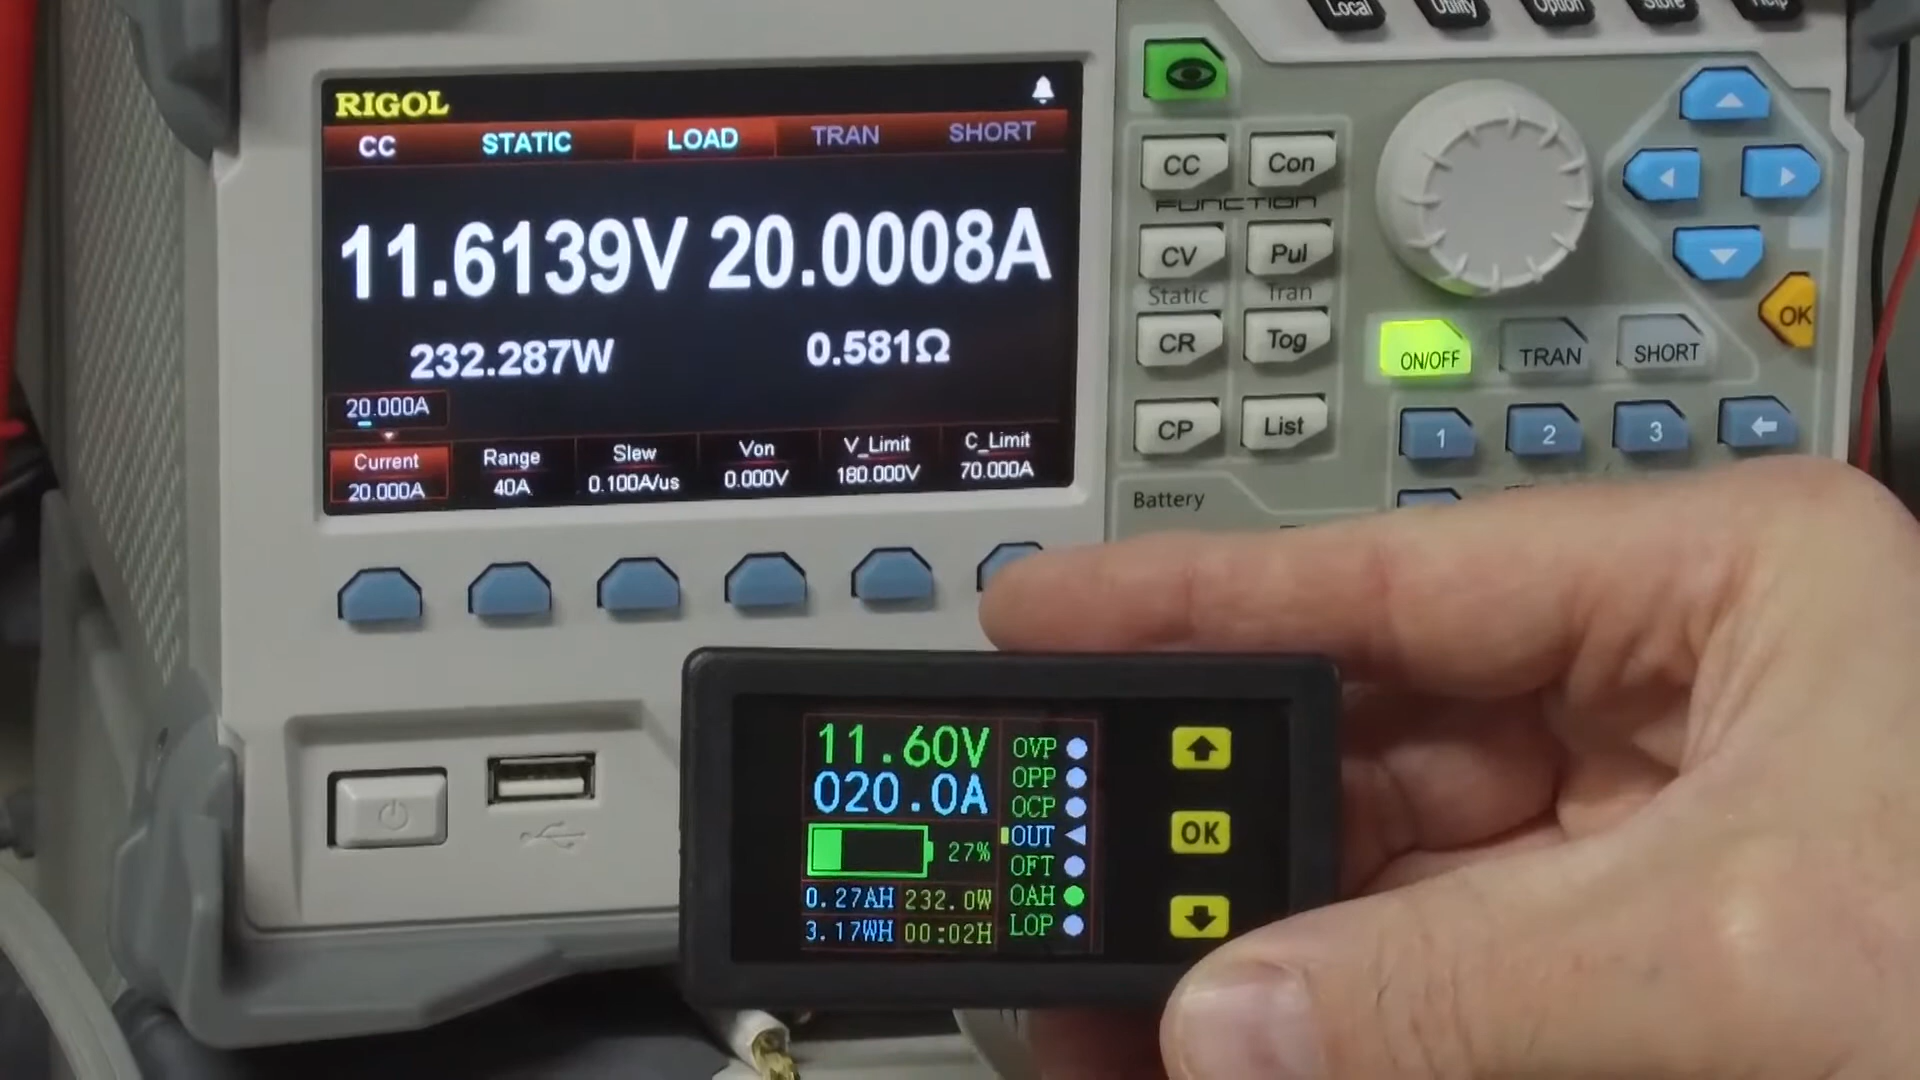 Local Utility Option Store Help
RIGOL
CC STATIC LOAD TRAN SHORT
11.6139V 20.0008A
232.287W 0.581Ω
20.000A
Current Range Slew Von V_Limit C_Limit
20.000A 40A 0.100A/us 0.000V 180.000V 70.000A
CC Con
FUNCTION
CV Pul
Static Tran
CR Tog
CP List
Battery
OK
ON/OFF TRAN SHORT
1 2 3
11.60V
020.0A
27%
0.27AH 232.0W
3.17WH 00:02H
OVP
OPP
OCP
OUT
OFT
OAH
LOP
OK